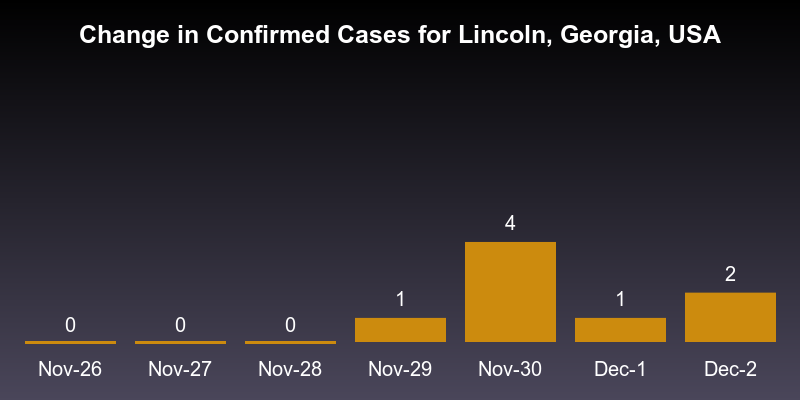 Change in Confirmed Cases for Lincoln, Georgia, USA
0 0 0 1 4 1 2
Nov-26 Nov-27 Nov-28 Nov-29 Nov-30 Dec-1 Dec-2